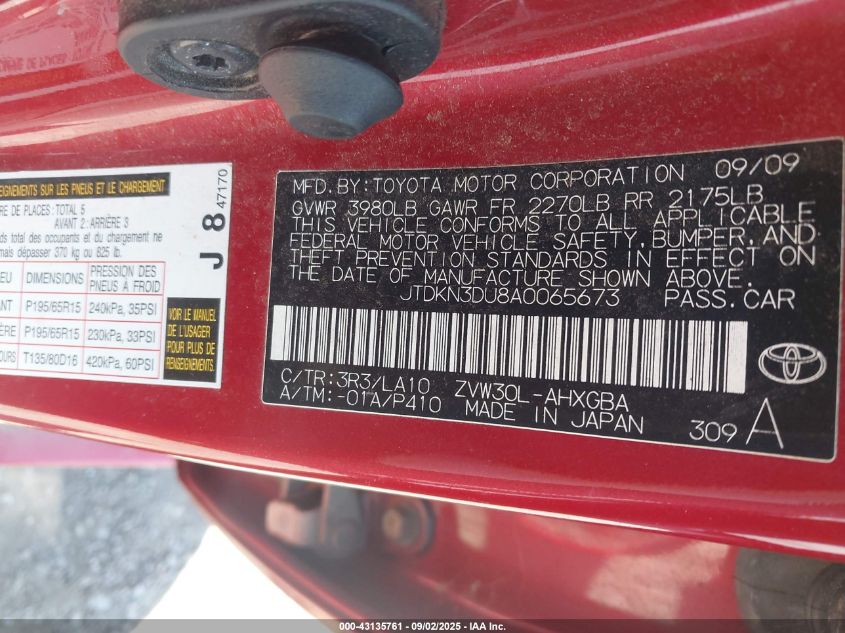 SEIGNEMENTS SUR LES PNEUS ET LE CHARGEMENT
RE DE PLACES: TOTAL 5
AVANT 2: ARRIÈRE 3
ds total des occupants et du chargement ne
mais dépasser 370 kg ou 825 lb.
EU DIMENSIONS PRESSION DES PNEUS À FROID
ANT P195/65R15 240kPa, 35PSI
ÈRE P195/65R15 230kPa, 33PSI
OURS T135/80D16 420kPa, 60PSI
VOIR LE MANUEL
DE L'USAGER
POUR PLUS DE
RENSEIGNEMENTS
J 8 47170
MFD. BY: TOYOTA MOTOR CORPORATION 09/09
GVWR 3980LB GAWR FR 2270LB RR 2175LB
THIS VEHICLE CONFORMS TO ALL APPLICABLE
FEDERAL MOTOR VEHICLE SAFETY, BUMPER, AND
THEFT PREVENTION STANDARDS IN EFFECT ON
THE DATE OF MANUFACTURE SHOWN ABOVE.
JTDKN3DU8A0065673 PASS. CAR
C/TR: 3R3/LA10 ZVW30L-AHXGBA
A/TM: -01A/P410 MADE IN JAPAN
309 A
000-43135761 - 09/02/2025 - IAA, Inc.